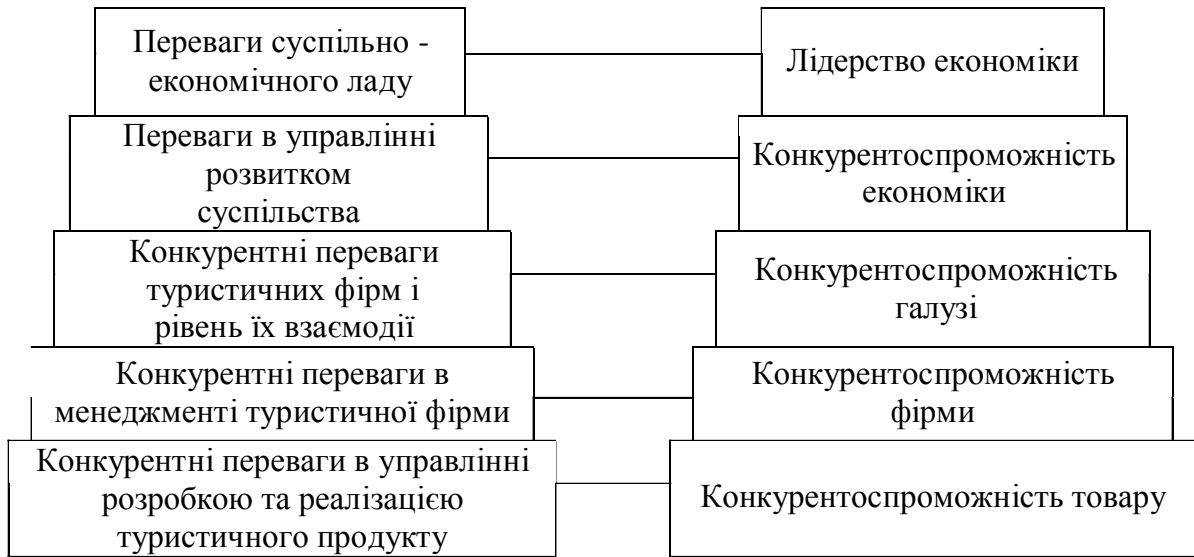 Переваги суспільно -
економічного ладу
Лідерство економіки
Переваги в управлінні
розвитком
суспільства
Конкурентоспроможність
економіки
Конкурентні переваги
туристичних фірм і
рівень їх взаємодії
Конкурентоспроможність
галузі
Конкурентні переваги в
менеджменті туристичної фірми
Конкурентоспроможність
фірми
Конкурентні переваги в управлінні
розробкою та реалізацією
туристичного продукту
Конкурентоспроможність товару